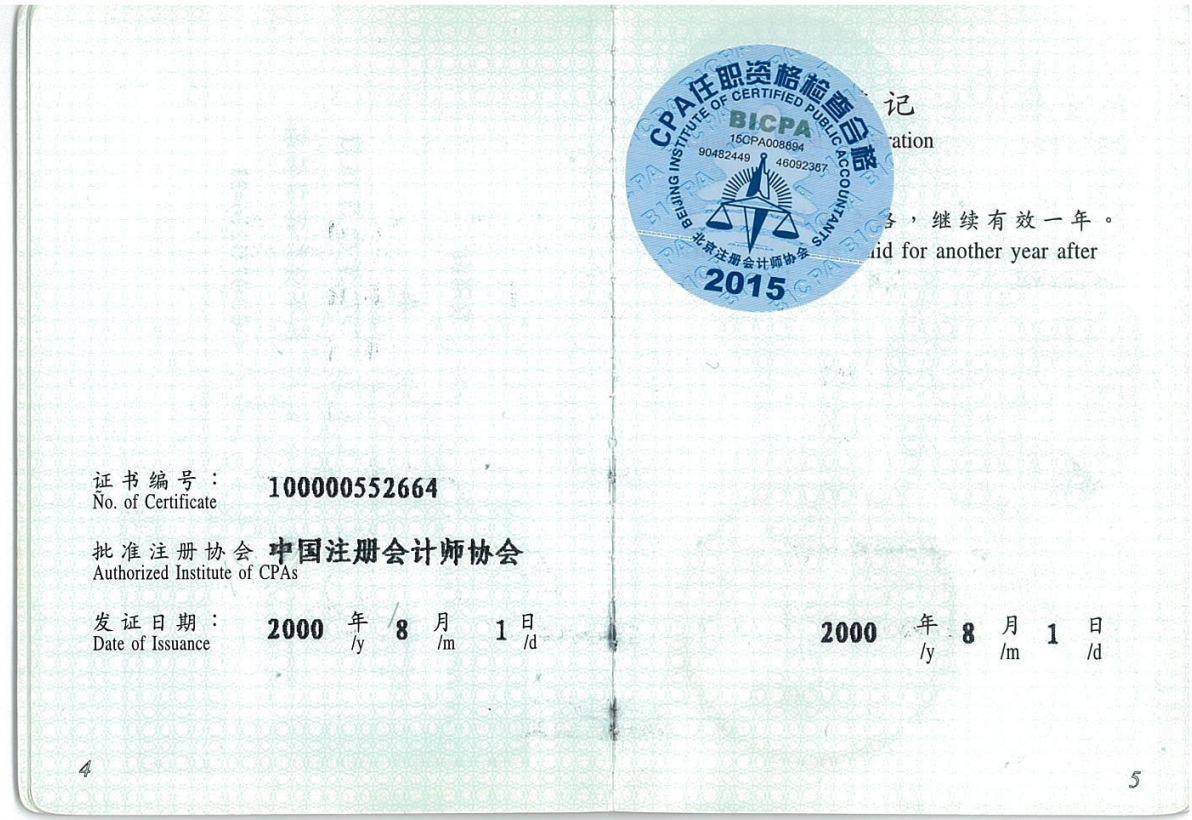 证书编号：
No. of Certificate
100000552664
批准注册协会
中国注册会计师协会
Authorized Institute of CPAs
发证日期：
Date of Issuance
2000 年 8 月 1 日
/y /m /d
4
CPA任职资格检查合格
BEIJING INSTITUTE OF CERTIFIED PUBLIC ACCOUNTANTS
BICPA
15CPA008694
90482449 46092367
北京注册会计师协会
2015
记
ration
，继续有效一年。
for another year after
2000 年 8 月 1 日
/y /m /d
5